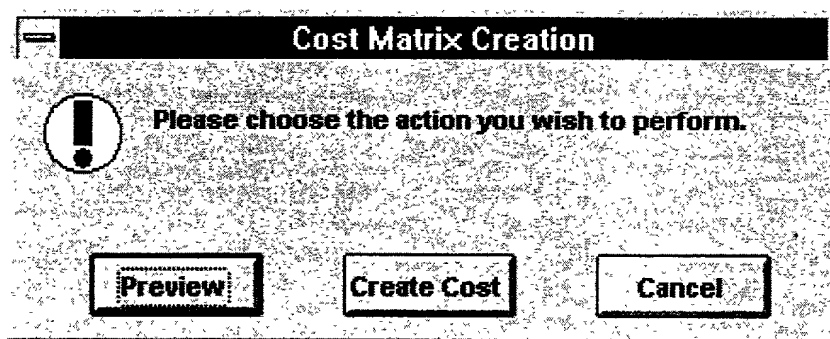 Cost Matrix Creation
Please choose the action you wish to perform.
Preview Create Cost Cancel